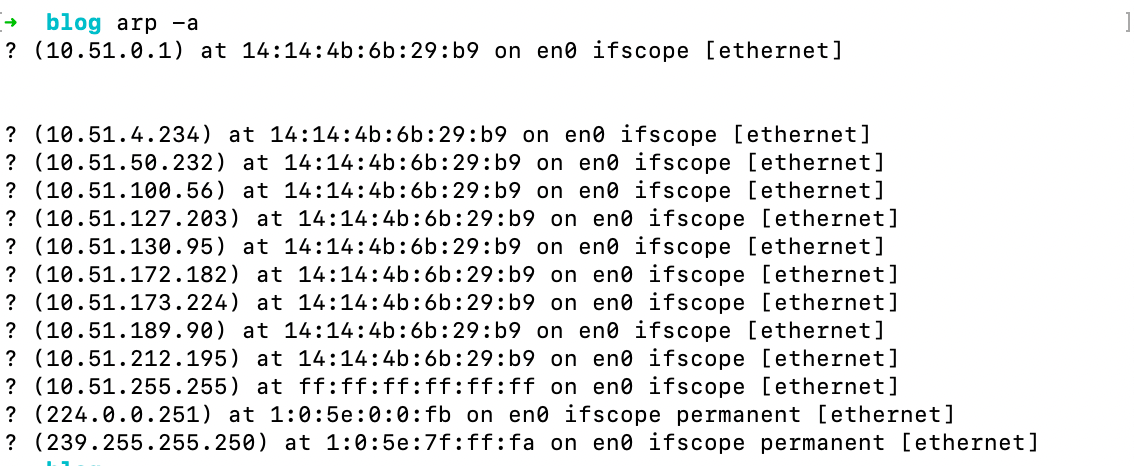 [➜  blog arp -a ]
? (10.51.0.1) at 14:14:4b:6b:29:b9 on en0 ifscope [ethernet]
? (10.51.4.234) at 14:14:4b:6b:29:b9 on en0 ifscope [ethernet]
? (10.51.50.232) at 14:14:4b:6b:29:b9 on en0 ifscope [ethernet]
? (10.51.100.56) at 14:14:4b:6b:29:b9 on en0 ifscope [ethernet]
? (10.51.127.203) at 14:14:4b:6b:29:b9 on en0 ifscope [ethernet]
? (10.51.130.95) at 14:14:4b:6b:29:b9 on en0 ifscope [ethernet]
? (10.51.172.182) at 14:14:4b:6b:29:b9 on en0 ifscope [ethernet]
? (10.51.173.224) at 14:14:4b:6b:29:b9 on en0 ifscope [ethernet]
? (10.51.189.90) at 14:14:4b:6b:29:b9 on en0 ifscope [ethernet]
? (10.51.212.195) at 14:14:4b:6b:29:b9 on en0 ifscope [ethernet]
? (10.51.255.255) at ff:ff:ff:ff:ff:ff on en0 ifscope [ethernet]
? (224.0.0.251) at 1:0:5e:0:0:fb on en0 ifscope permanent [ethernet]
? (239.255.255.250) at 1:0:5e:7f:ff:fa on en0 ifscope permanent [ethernet]
blog